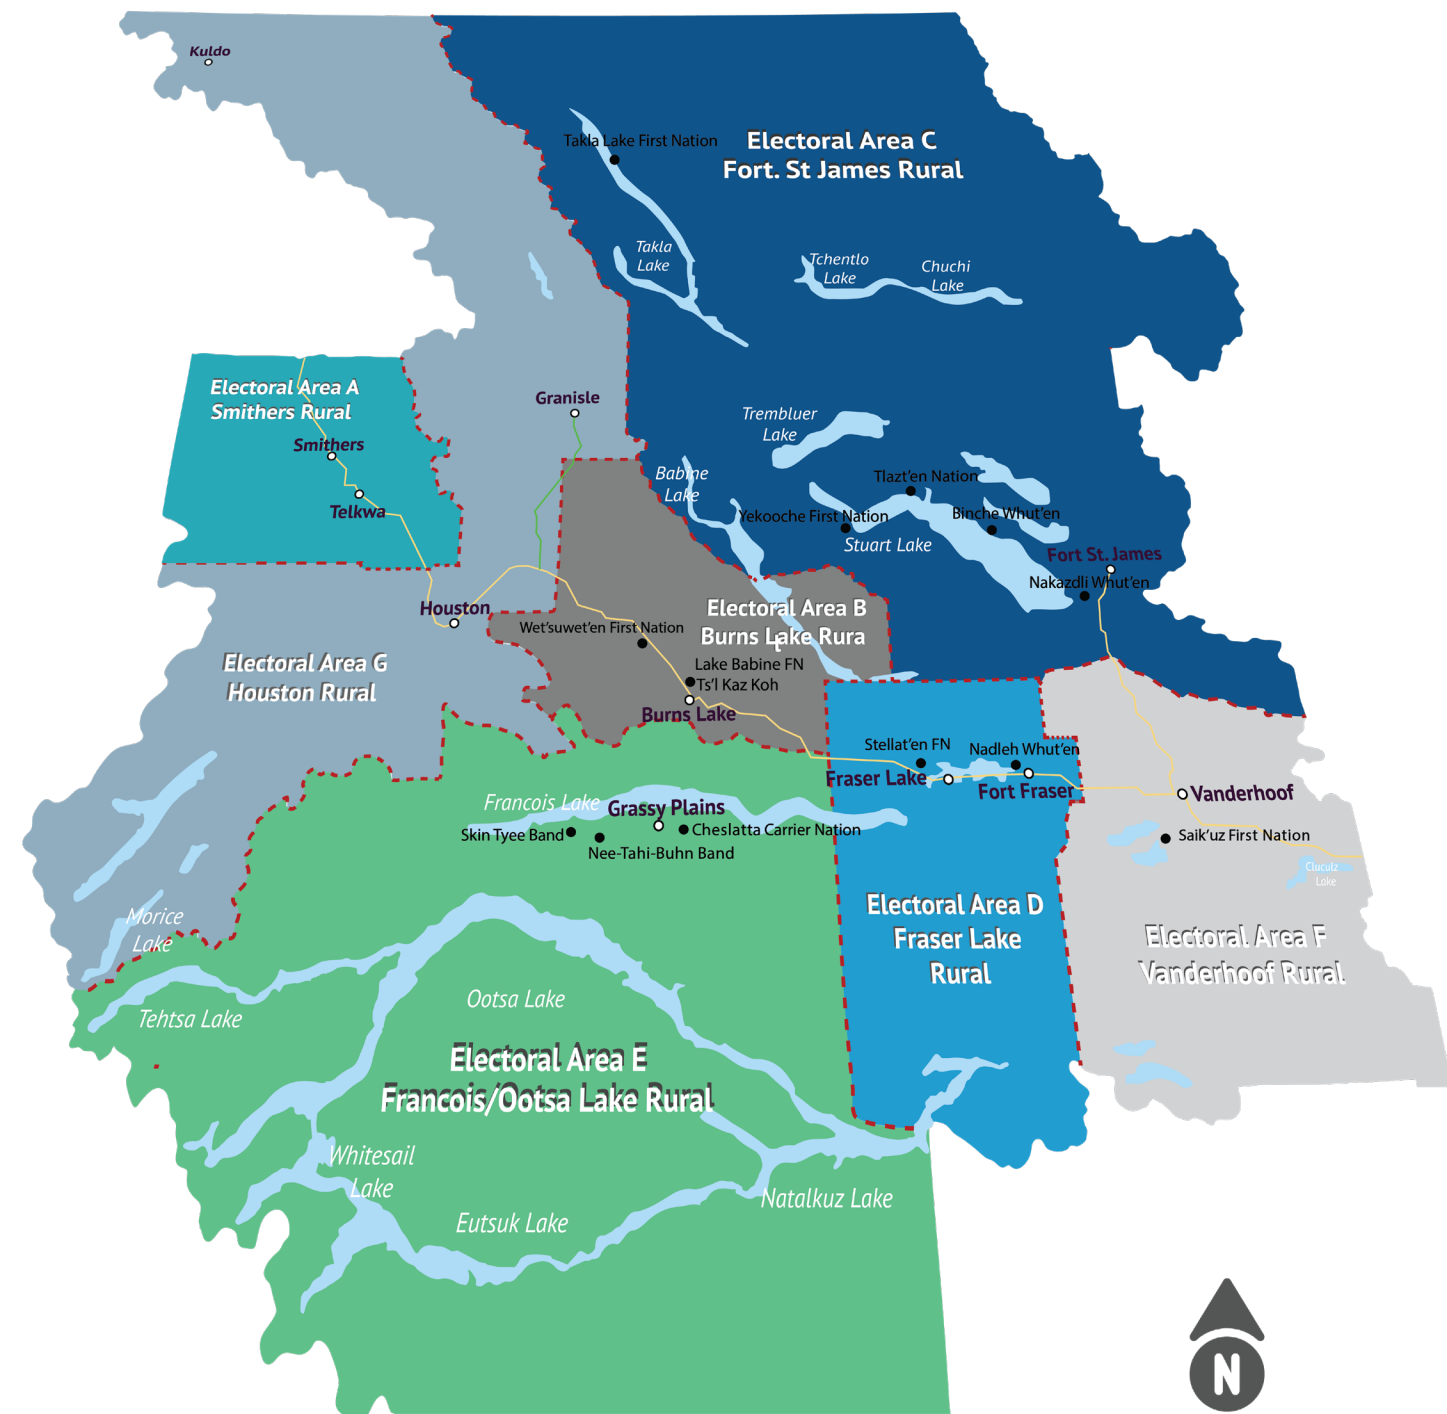 Kuldo
Electoral Area C
Fort. St James Rural
Takla Lake First Nation
Takla
Lake
Tchentlo
Lake
Chuchi
Lake
Electoral Area A
Smithers Rural
Smithers
Telkwa
Granisle
Trembluer
Lake
Babine
Lake
Tlazt'en Nation
Yekooche First Nation
Binche Whut'en
Stuart Lake
Fort St. James
Nakazdli Whut'en
Houston
Electoral Area B
Burns Lake Rura
l
Wet'suwet'en First Nation
Lake Babine FN
Ts'l Kaz Koh
Burns Lake
Electoral Area G
Houston Rural
Stellat'en FN
Nadleh Whut'en
Fraser Lake
Fort Fraser
Vanderhoof
Saik'uz First Nation
Cluculz
Lake
Francois Lake
Grassy Plains
Skin Tyee Band
Cheslatta Carrier Nation
Nee-Tahi-Buhn Band
Morice
Lake
Electoral Area D
Fraser Lake
Rural
Electoral Area F
Vanderhoof Rural
Tehtsa Lake
Ootsa Lake
Electoral Area E
Francois/Ootsa Lake Rural
Whitesail
Lake
Eutsuk Lake
Natalkuz Lake
N